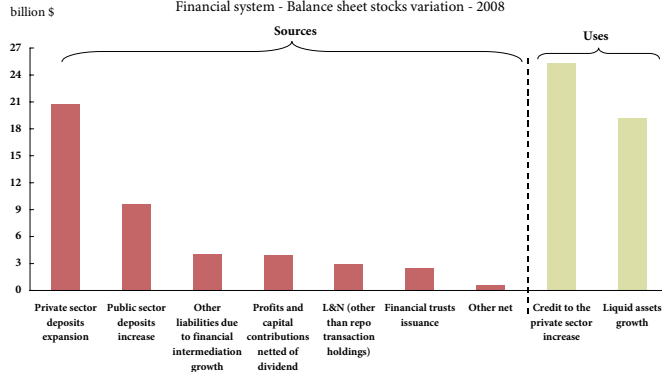 Financial system - Balance sheet stocks variation - 2008
billion $
Sources
Uses
27
24
21
18
15
12
9
6
3
0
Private sector
deposits
expansion
Public sector
deposits
increase
Other
liabilities due
to financial
intermediation
growth
Profits and
capital
contributions
netted of
dividend
L&N (other
than repo
transaction
holdings)
Financial trusts
issuance
Other net
Credit to the
private sector
increase
Liquid assets
growth